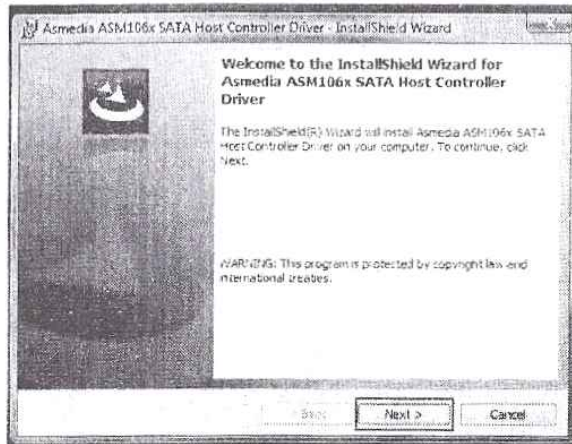 Asmedia ASM106x SATA Host Controller Driver - InstallShield Wizard
Welcome to the InstallShield Wizard for
Asmedia ASM106x SATA Host Controller
Driver
The InstallShield(R) Wizard will install Asmedia ASM106x SATA
Host Controller Driver on your computer. To continue, click
Next.
WARNING: This program is protected by copyright law and
international treaties.
< Back
Next >
Cancel